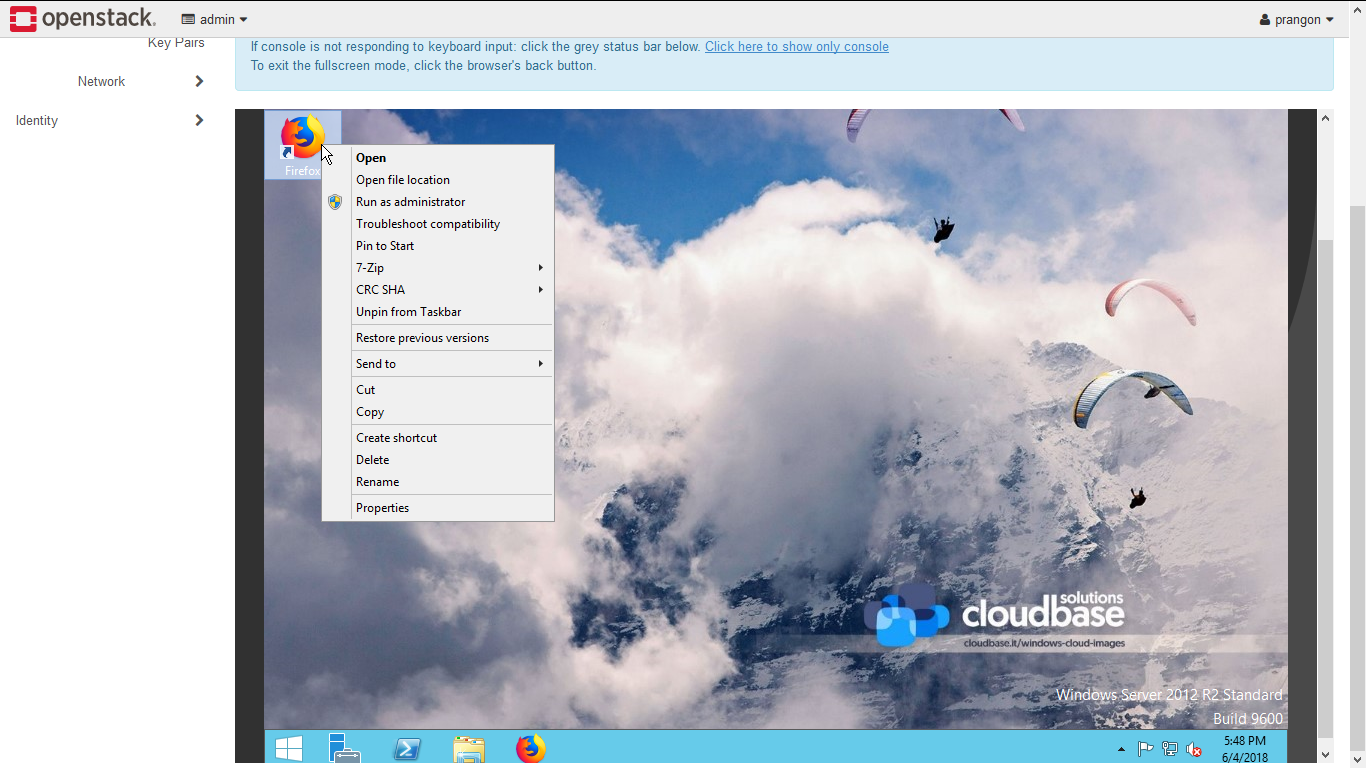 openstack.
admin
prangon
Key Pairs
Network
Identity
If console is not responding to keyboard input: click the grey status bar below. Click here to show only console
To exit the fullscreen mode, click the browser's back button.
Firefox
Open
Open file location
Run as administrator
Troubleshoot compatibility
Pin to Start
7-Zip
CRC SHA
Unpin from Taskbar
Restore previous versions
Send to
Cut
Copy
Create shortcut
Delete
Rename
Properties
solutions
cloudbase
cloudbase.it/windows-cloud-images
Windows Server 2012 R2 Standard
Build 9600
5:48 PM
6/4/2018